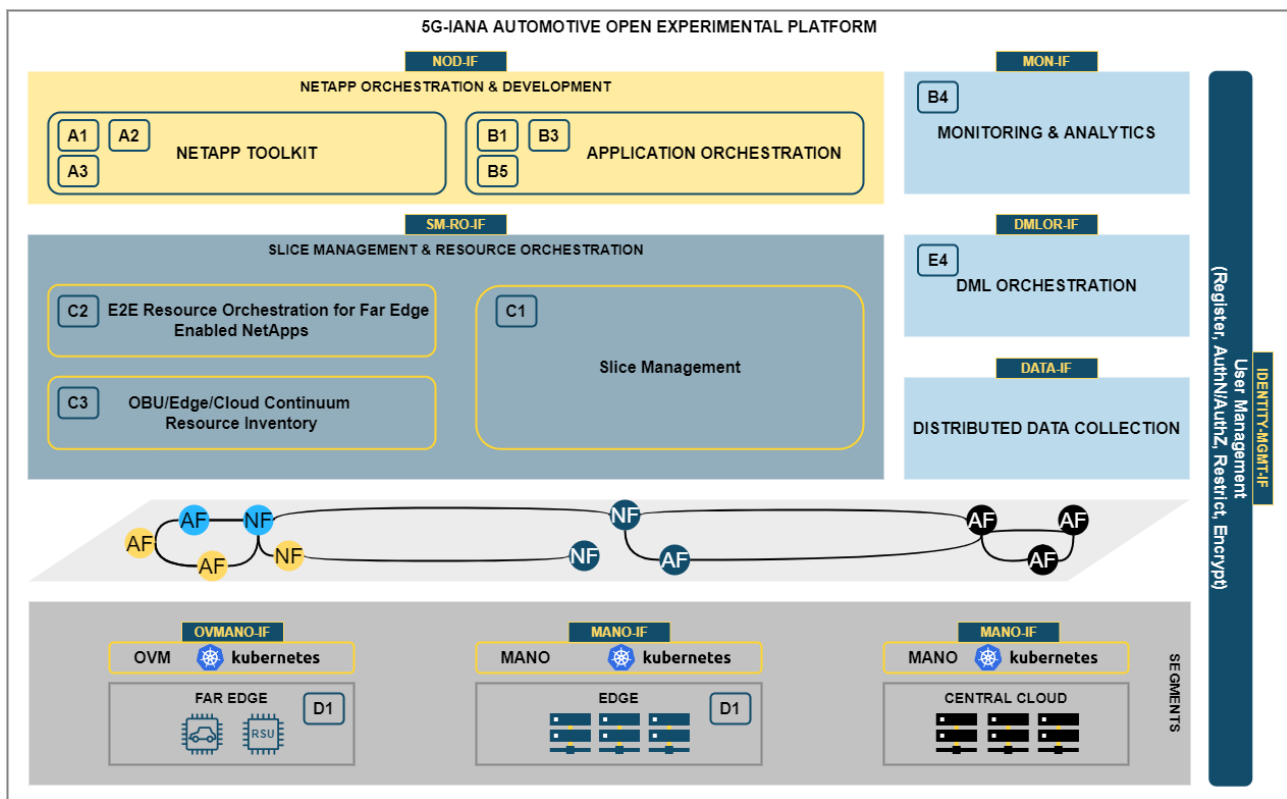 5G-IANA AUTOMOTIVE OPEN EXPERIMENTAL PLATFORM
NOD-IF
NETAPP ORCHESTRATION & DEVELOPMENT
A1
A2
A3
NETAPP TOOLKIT
B1
B3
B5
APPLICATION ORCHESTRATION
MON-IF
B4
MONITORING & ANALYTICS
SM-RO-IF
SLICE MANAGEMENT & RESOURCE ORCHESTRATION
C2
E2E Resource Orchestration for Far Edge
Enabled NetApps
C3
OBU/Edge/Cloud Continuum
Resource Inventory
C1
Slice Management
DMLOR-IF
E4
DML ORCHESTRATION
DATA-IF
DISTRIBUTED DATA COLLECTION
IDENTITY-MGMT-IF
User Management
(Register, AuthN/AuthZ, Restrict, Encrypt)
AF
NF
AF
AF
NF
NF
NF
AF
AF
AF
AF
OVMANO-IF
OVM
kubernetes
FAR EDGE
D1
RSU
MANO-IF
MANO
kubernetes
EDGE
D1
MANO-IF
MANO
kubernetes
CENTRAL CLOUD
SEGMENTS